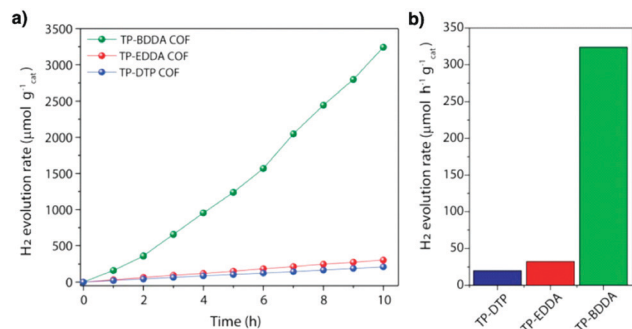 a)
H2 evolution rate (μmol g⁻¹cat)
3500
3000
2500
2000
1500
1000
500
0
TP-BDDA COF
TP-EDDA COF
TP-DTP COF
0 2 4 6 8 10
Time (h)
b)
H2 evolution rate (μmol h⁻¹ g⁻¹cat)
350
300
250
200
150
100
50
0
TP-DTP
TP-EDDA
TP-BDDA